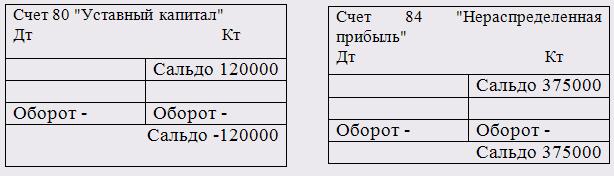 Счет 80 "Уставный капитал"
Дт Кт
Сальдо 120000
Оборот - Оборот -
Сальдо -120000
Счет 84 "Нераспределенная
прибыль"
Дт Кт
Сальдо 375000
Оборот - Оборот -
Сальдо 375000